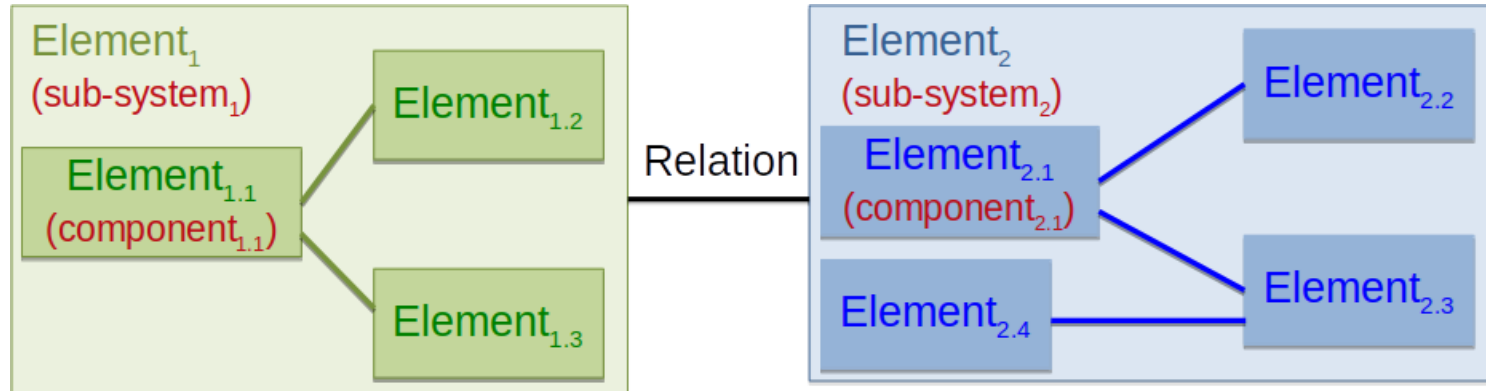 Element₁
(sub-system₁)
Element₁.₁
(component₁.₁)
Element₁.₂
Element₁.₃
Relation
Element₂
(sub-system₂)
Element₂.₁
(component₂.₁)
Element₂.₄
Element₂.₂
Element₂.₃